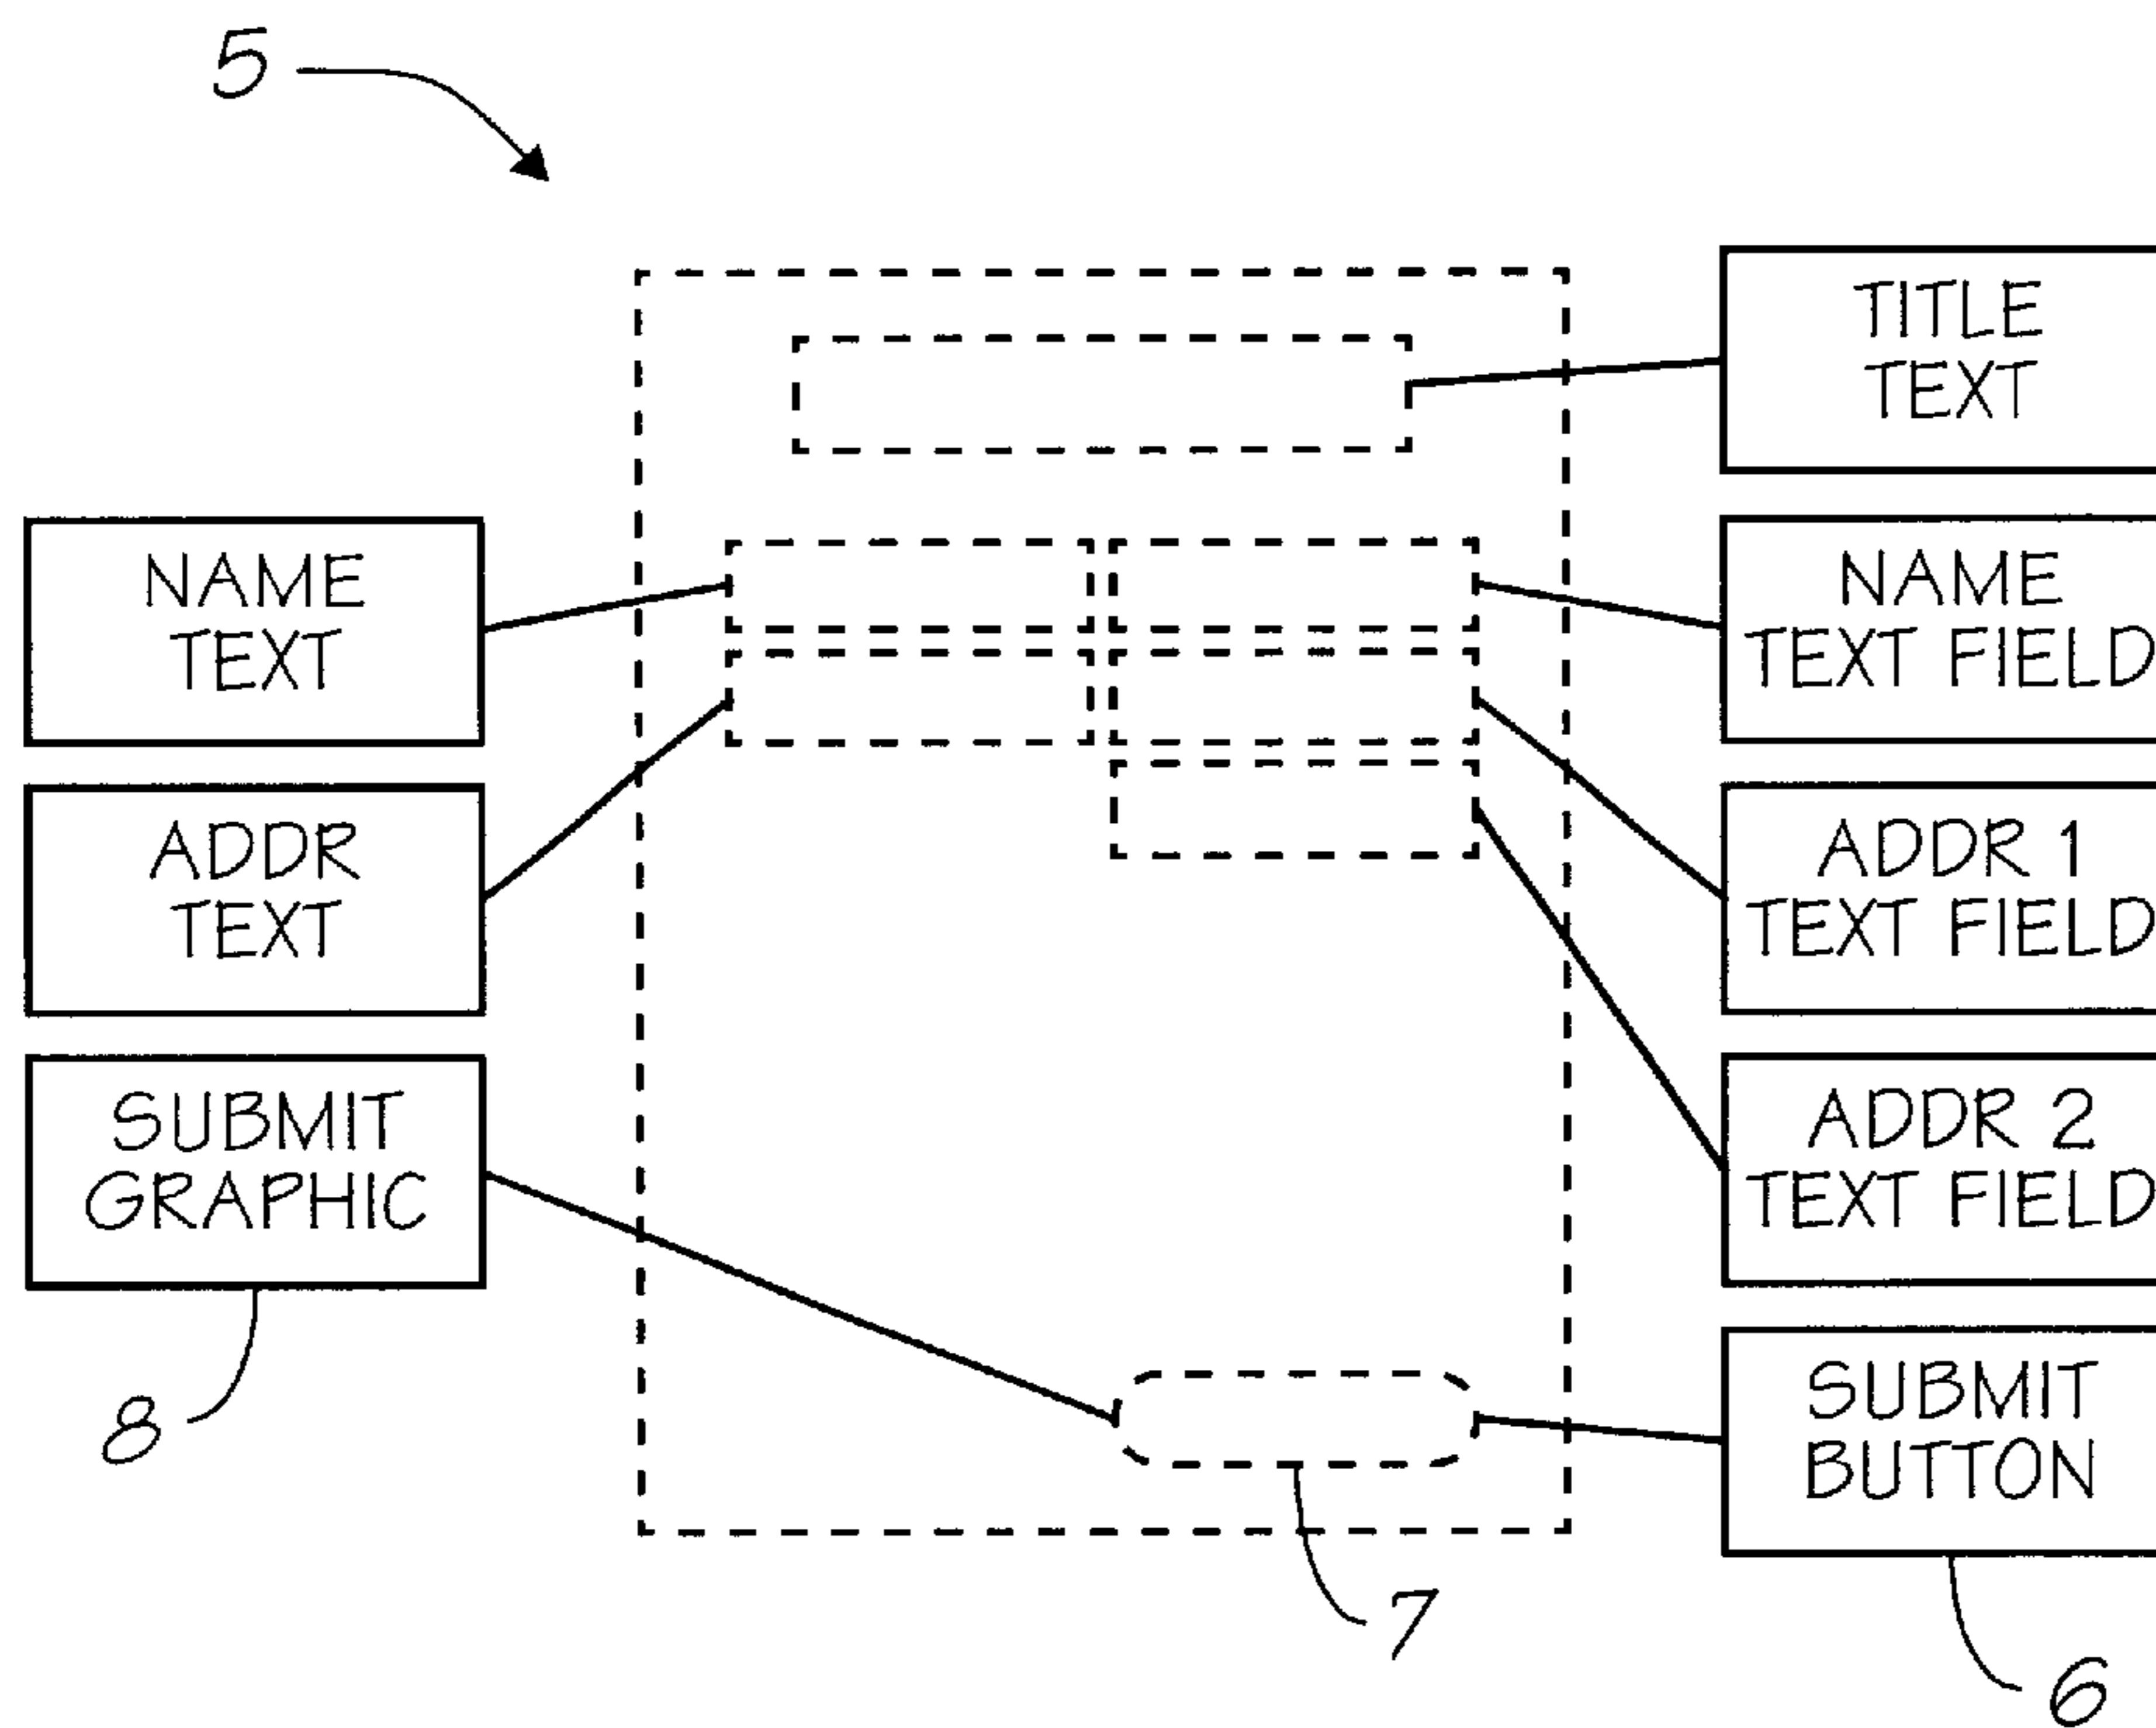 5
TITLE
TEXT
NAME
TEXT
NAME
TEXT FIELD
ADDR
TEXT
ADDR 1
TEXT FIELD
SUBMIT
GRAPHIC
ADDR 2
TEXT FIELD
SUBMIT
BUTTON
8
7
6